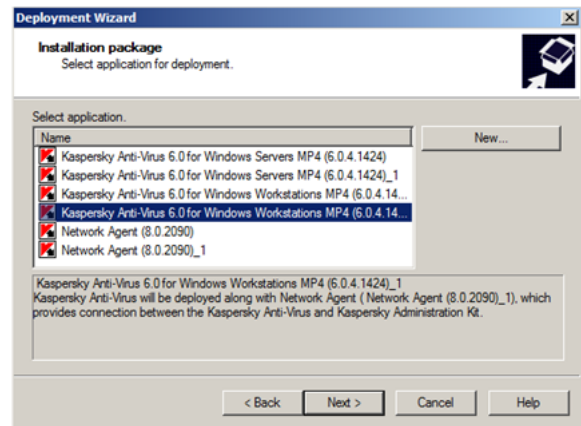 Deployment Wizard
Installation package
Select application for deployment.
Select application.
Name
New...
Kaspersky Anti-Virus 6.0 for Windows Servers MP4 (6.0.4.1424)
Kaspersky Anti-Virus 6.0 for Windows Servers MP4 (6.0.4.1424)_1
Kaspersky Anti-Virus 6.0 for Windows Workstations MP4 (6.0.4.14...
Kaspersky Anti-Virus 6.0 for Windows Workstations MP4 (6.0.4.14...
Network Agent (8.0.2090)
Network Agent (8.0.2090)_1
Kaspersky Anti-Virus 6.0 for Windows Workstations MP4 (6.0.4.1424)_1
Kaspersky Anti-Virus will be deployed along with Network Agent ( Network Agent (8.0.2090)_1), which
provides connection between the Kaspersky Anti-Virus and Kaspersky Administration Kit.
< Back
Next >
Cancel
Help